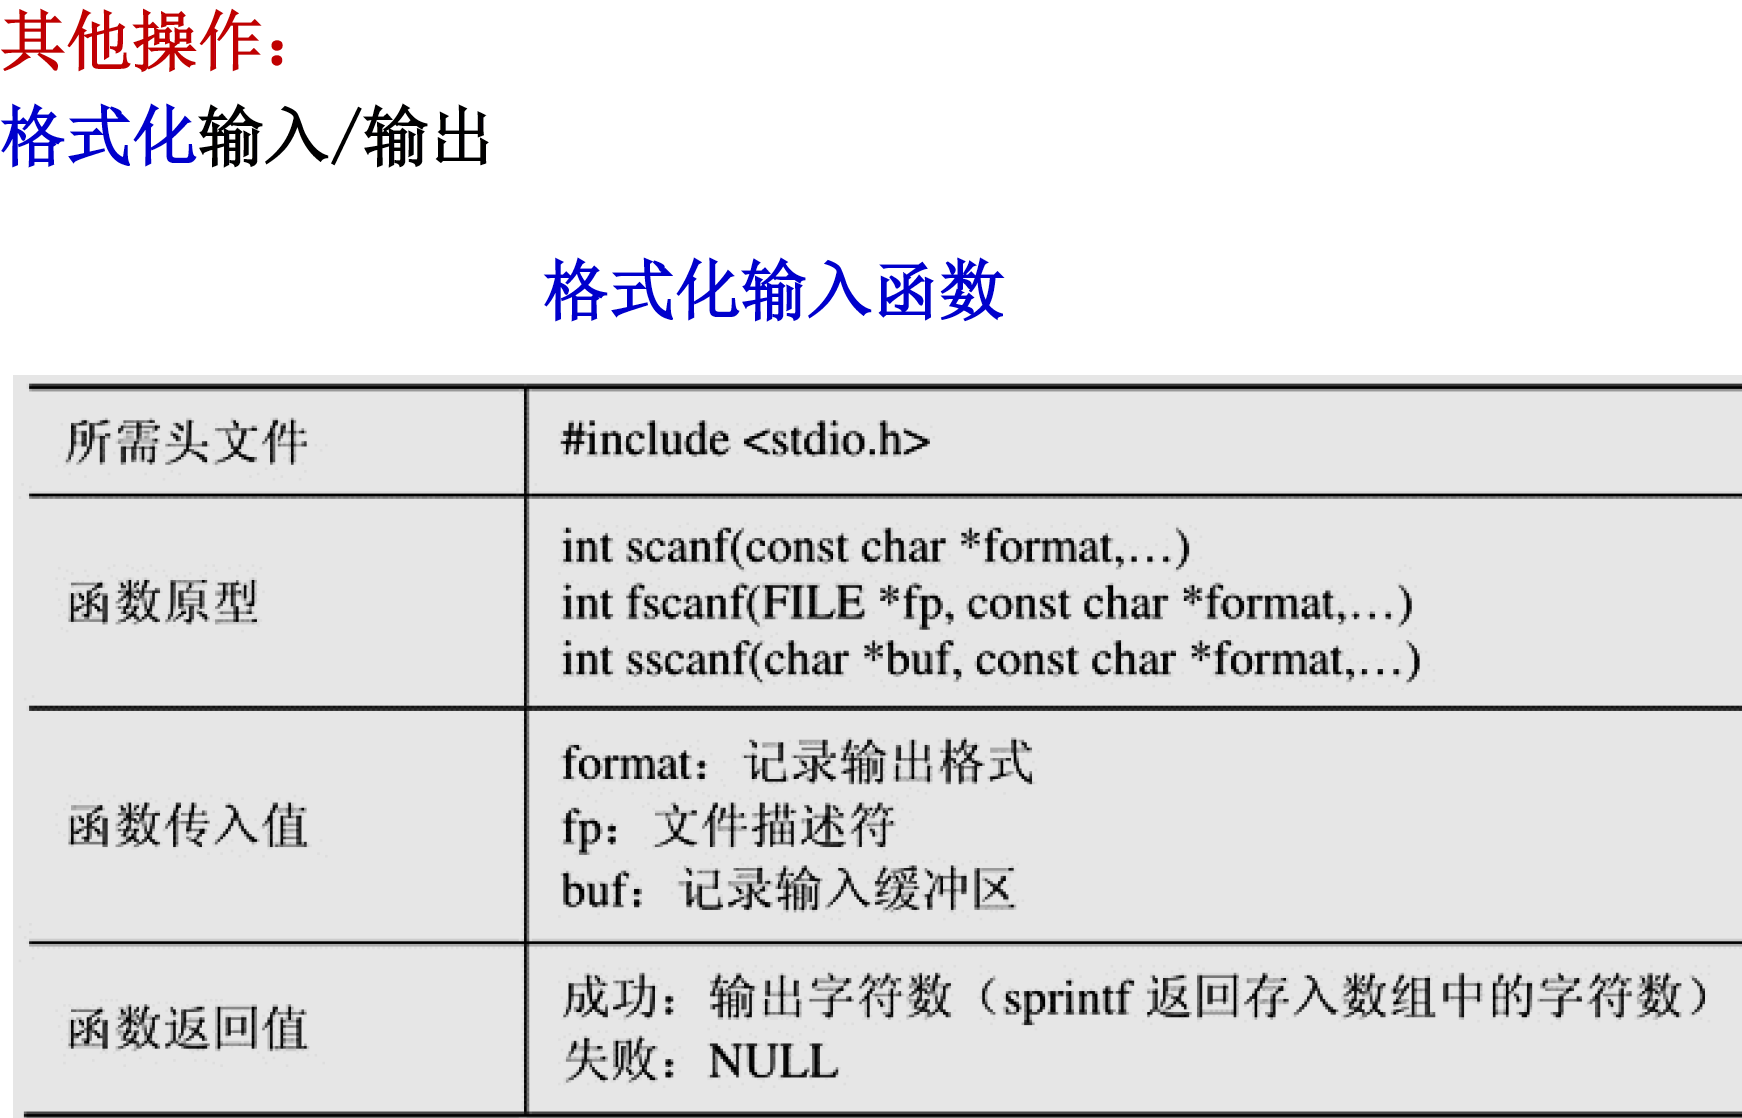 其他操作：
格式化输入/输出
格式化输入函数
所需头文件
#include <stdio.h>
函数原型
int scanf(const char *format,…)
int fscanf(FILE *fp, const char *format,…)
int sscanf(char *buf, const char *format,…)
函数传入值
format：记录输出格式
fp：文件描述符
buf：记录输入缓冲区
函数返回值
成功：输出字符数（sprintf 返回存入数组中的字符数）
失败：NULL